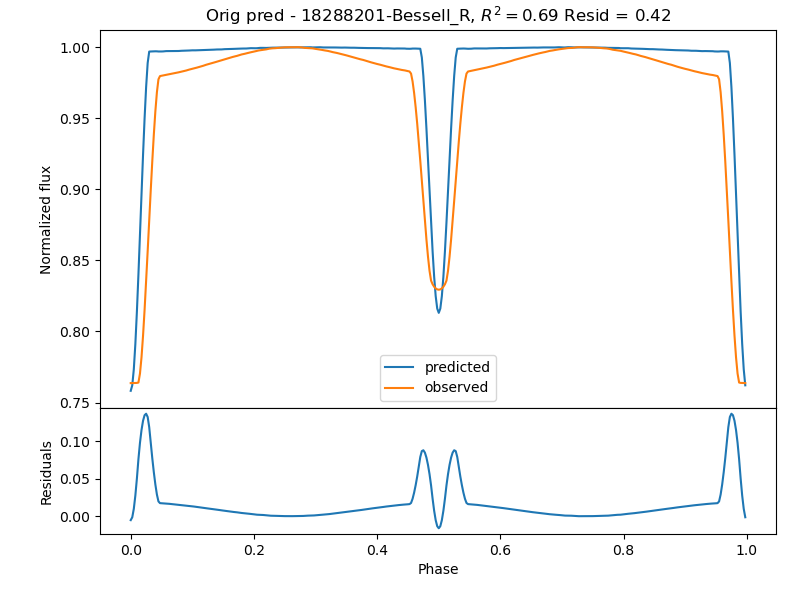 Orig pred - 18288201-Bessell_R, R² = 0.69 Resid = 0.42
1.00
0.95
0.90
0.85
0.80
0.75
Normalized flux
predicted
observed
0.10
0.05
0.00
Residuals
0.0 0.2 0.4 0.6 0.8 1.0
Phase